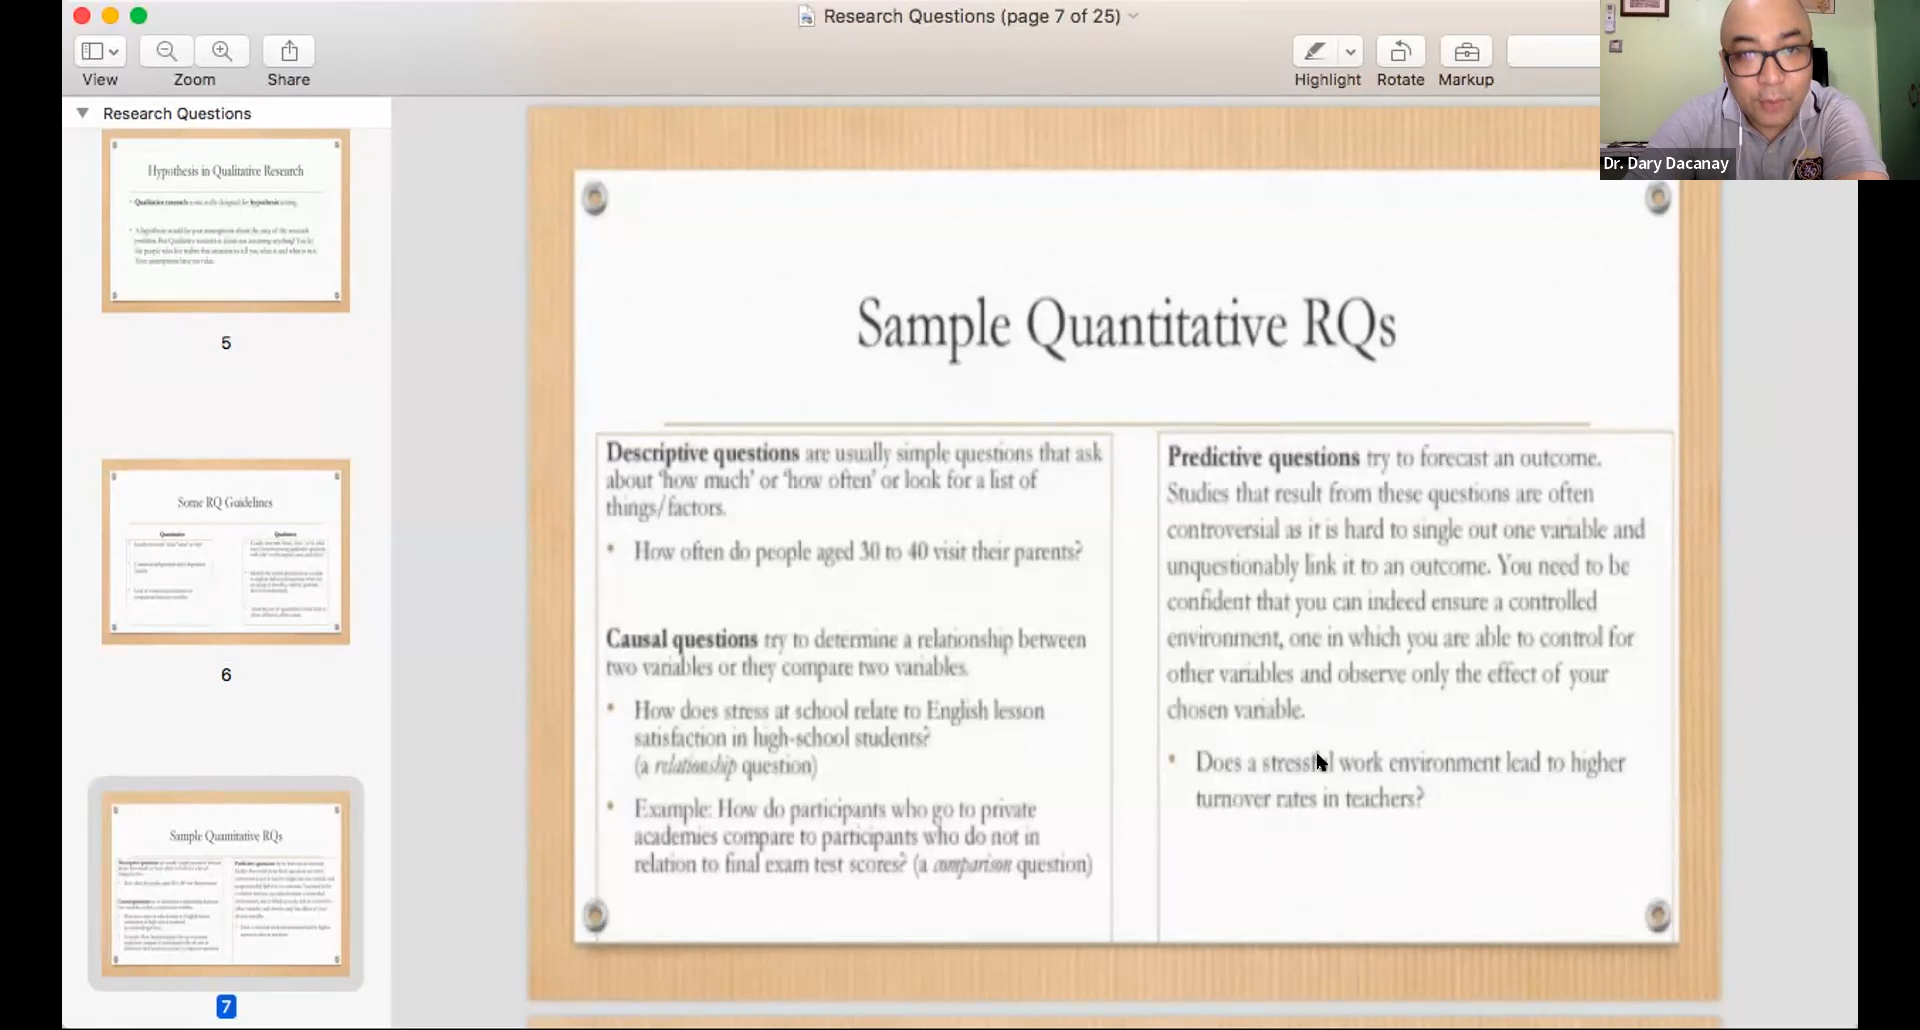 Research Questions (page 7 of 25)
View
Zoom
Share
Highlight
Rotate
Markup
Dr. Dary Dacanay
Research Questions
Hypothesis in Qualitative Research
5
Some RQ Guidelines
Quantitative
Qualitative
6
Sample Quantitative RQs
7
Sample Quantitative RQs
Descriptive questions are usually simple questions that ask
about 'how much' or 'how often' or look for a list of
things/factors.
• How often do people aged 30 to 40 visit their parents?
Causal questions try to determine a relationship between
two variables or they compare two variables.
• How does stress at school relate to English lesson
satisfaction in high-school students?
(a relationship question)
• Example: How do participants who go to private
academies compare to participants who do not in
relation to final exam test scores? (a comparison question)
Predictive questions try to forecast an outcome.
Studies that result from these questions are often
controversial as it is hard to single out one variable and
unquestionably link it to an outcome. You need to be
confident that you can indeed ensure a controlled
environment, one in which you are able to control for
other variables and observe only the effect of your
chosen variable.
• Does a stressful work environment lead to higher
turnover rates in teachers?